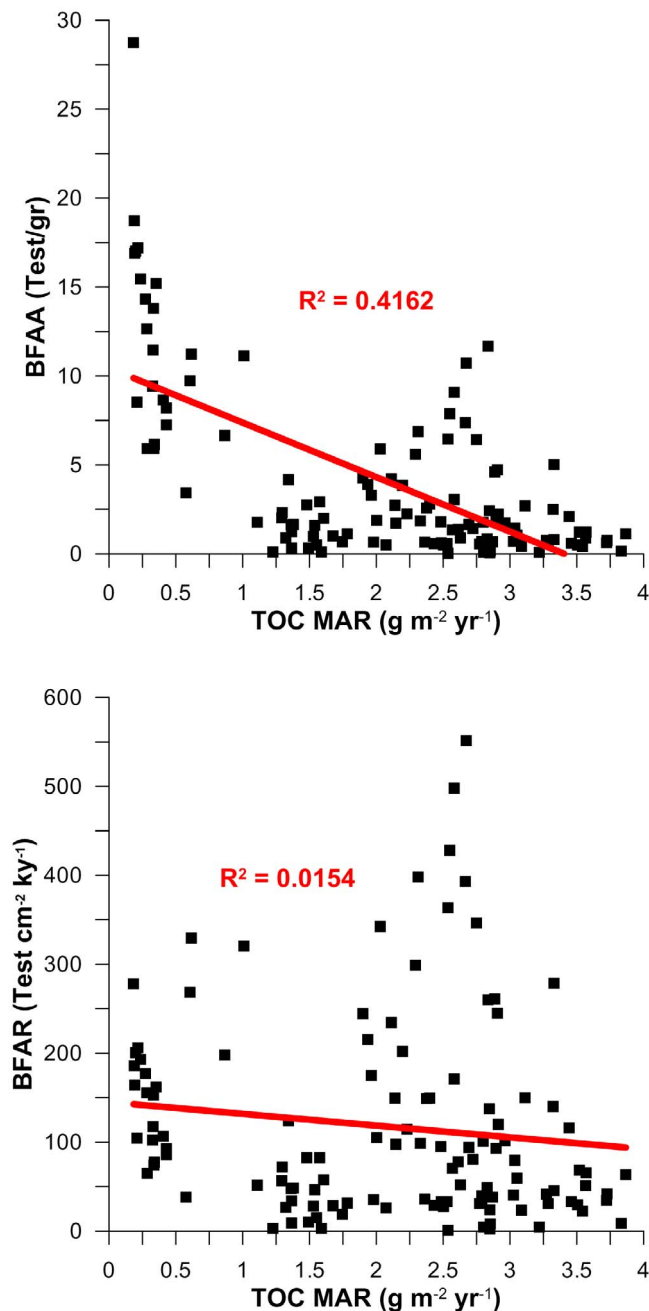 30
25
20
15
10
5
0
BFAA (Test/gr)
R² = 0.4162
0 0.5 1 1.5 2 2.5 3 3.5 4
TOC MAR (g m⁻² yr⁻¹)
600
500
400
300
200
100
0
BFAR (Test cm⁻² ky⁻¹)
R² = 0.0154
0 0.5 1 1.5 2 2.5 3 3.5 4
TOC MAR (g m⁻² yr⁻¹)